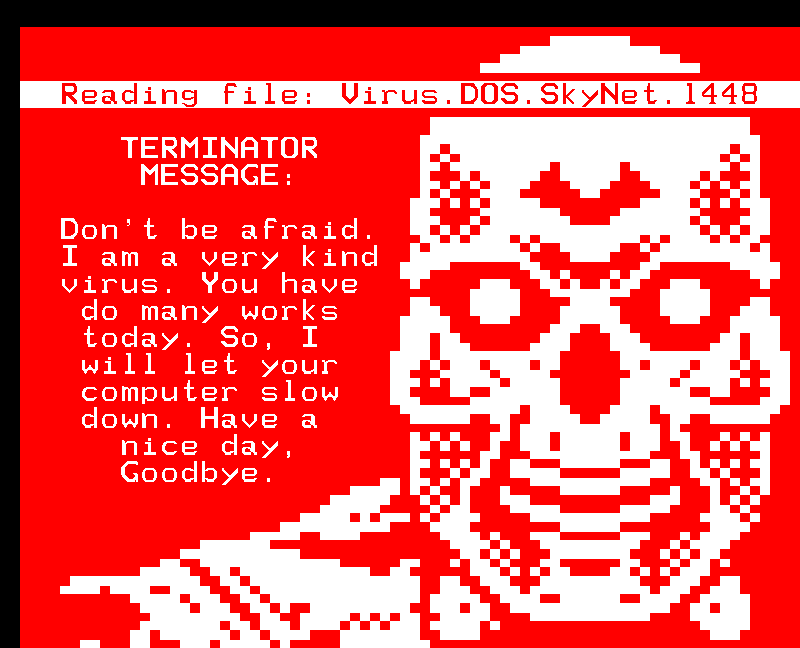 Reading file: Virus.DOS.SkyNet.1448
TERMINATOR
MESSAGE:
Don't be afraid.
I am a very kind
virus. You have
do many works
today. So, I
will let your
computer slow
down. Have a
nice day,
Goodbye.